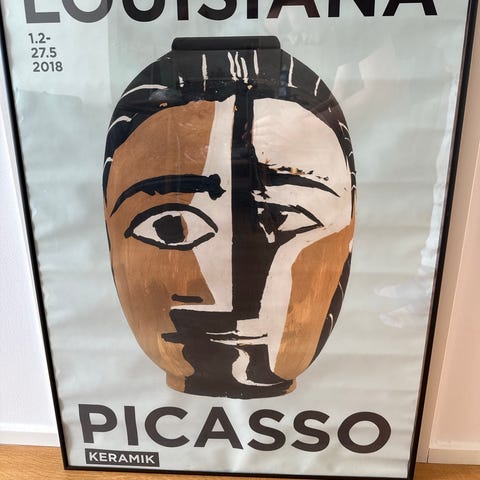 LOUISIANA
1.2-
27.5
2018
PICASSO
KERAMIK